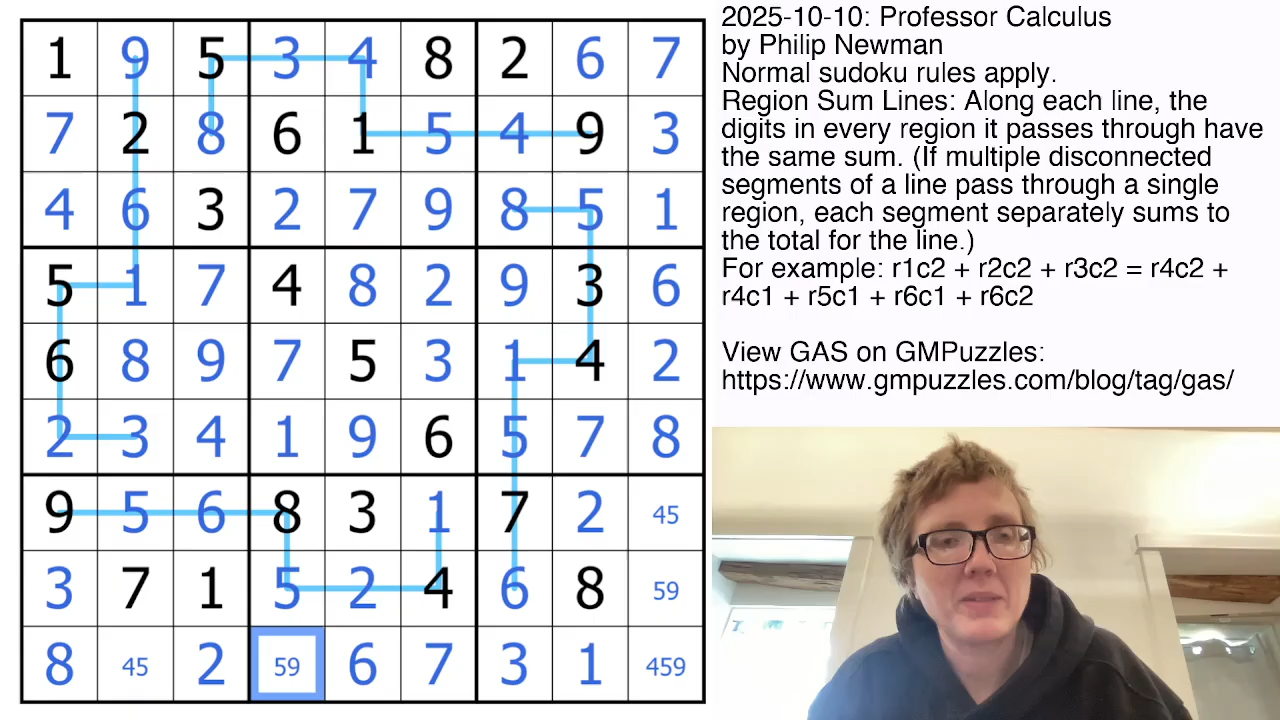 1 9 5 3 4 8 2 6 7
7 2 8 6 1 5 4 9 3
4 6 3 2 7 9 8 5 1
5 1 7 4 8 2 9 3 6
6 8 9 7 5 3 1 4 2
2 3 4 1 9 6 5 7 8
9 5 6 8 3 1 7 2 45
3 7 1 5 2 4 6 8 59
8 45 2 59 6 7 3 1 459
2025-10-10: Professor Calculus
by Philip Newman
Normal sudoku rules apply.
Region Sum Lines: Along each line, the
digits in every region it passes through have
the same sum. (If multiple disconnected
segments of a line pass through a single
region, each segment separately sums to
the total for the line.)
For example: r1c2 + r2c2 + r3c2 = r4c2 +
r4c1 + r5c1 + r6c1 + r6c2
View GAS on GMPuzzles:
https://www.gmpuzzles.com/blog/tag/gas/